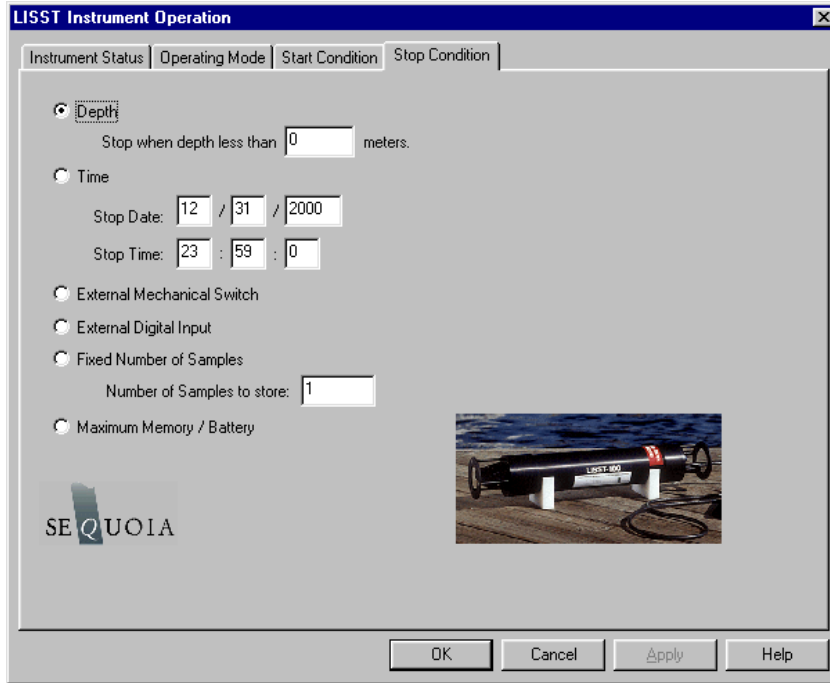 LISST Instrument Operation
Instrument Status Operating Mode Start Condition Stop Condition
Depth
Stop when depth less than 0 meters.
Time
Stop Date: 12 / 31 / 2000
Stop Time: 23 : 59 : 0
External Mechanical Switch
External Digital Input
Fixed Number of Samples
Number of Samples to store: 1
Maximum Memory / Battery
LISST-100
SEQUOIA
OK Cancel Apply Help